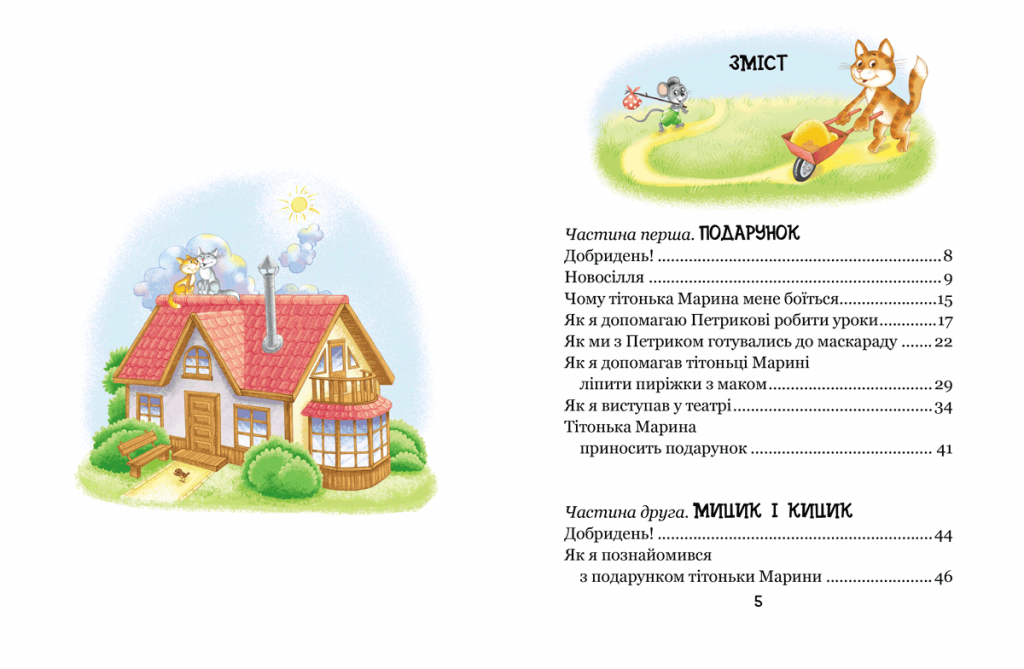 ЗМІСТ
Частина перша. ПОДАРУНОК
Добридень! ........................................................... 8
Новосілля .............................................................. 9
Чому тітонька Марина мене боїться.......................15
Як я допомагаю Петрикові робити уроки.............17
Як ми з Петриком готувались до маскараду .......22
Як я допомагав тітоньці Марині
ліпити пиріжки з маком...................................29
Як я виступав у театрі..........................................34
Тітонька Марина
приносить подарунок ...................................... 41
Частина друга. МИЦИК І КИЦИК
Добридень! ...........................................................44
Як я познайомився
з подарунком тітоньки Марини .......................46
5